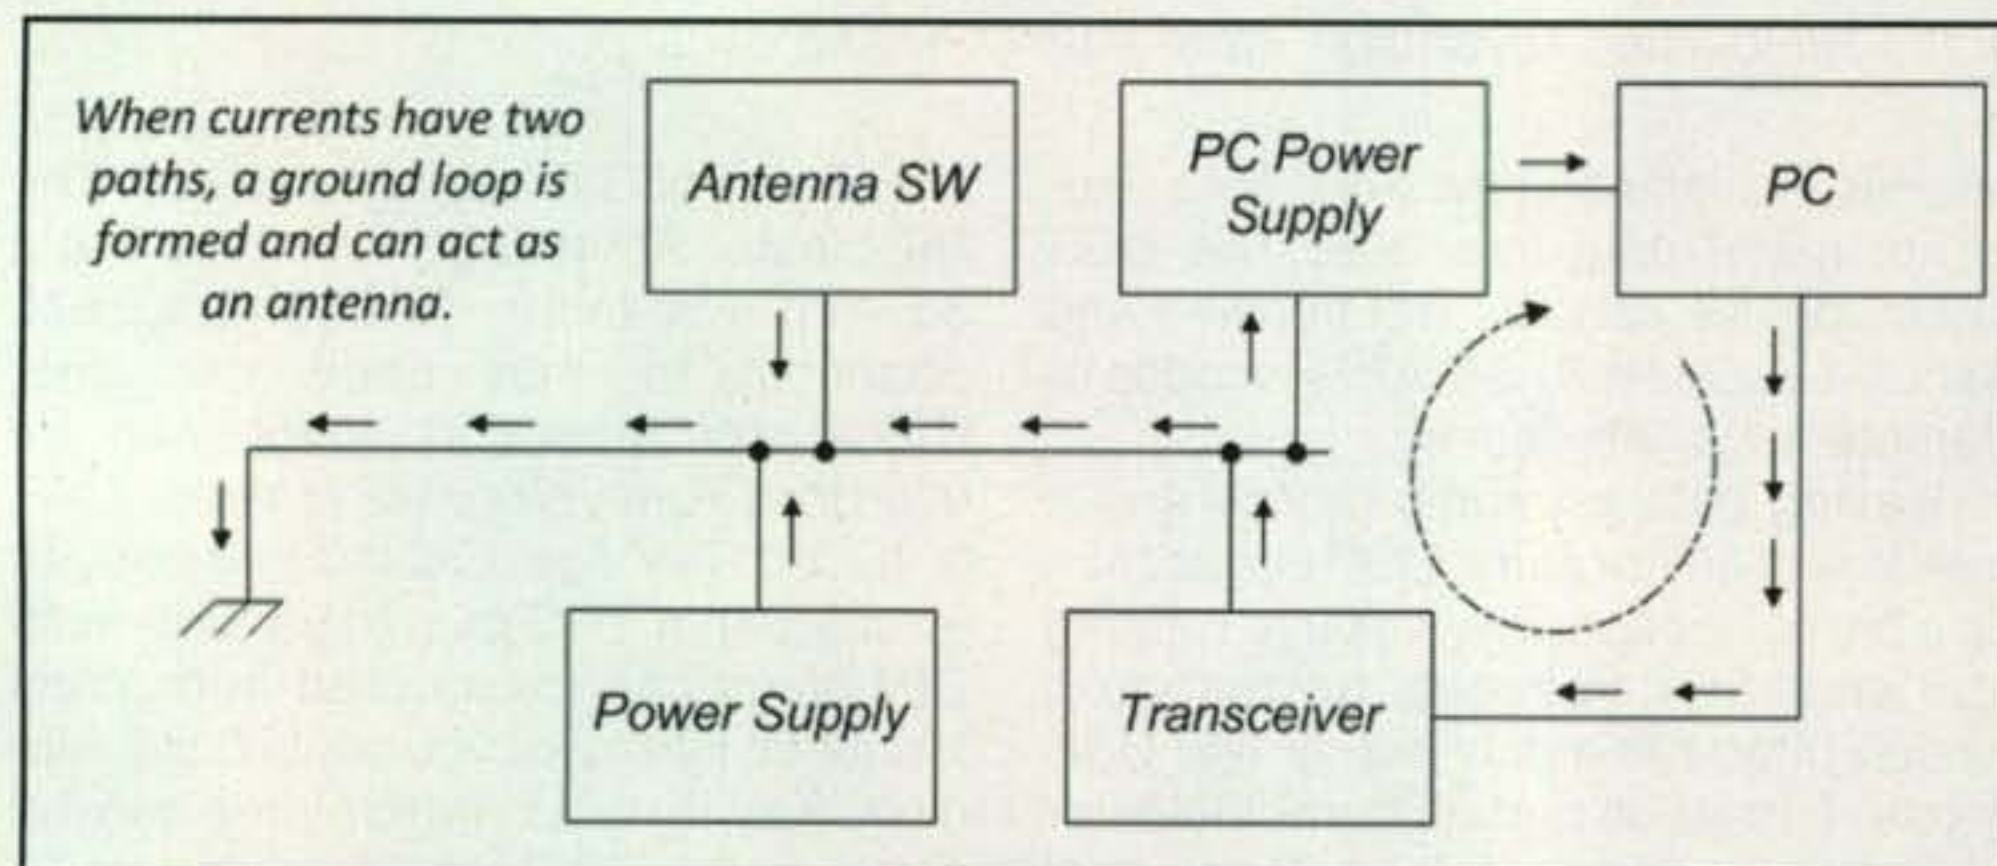 When currents have two
paths, a ground loop is
formed and can act as
an antenna.
Antenna SW
PC Power
Supply
PC
Power Supply
Transceiver